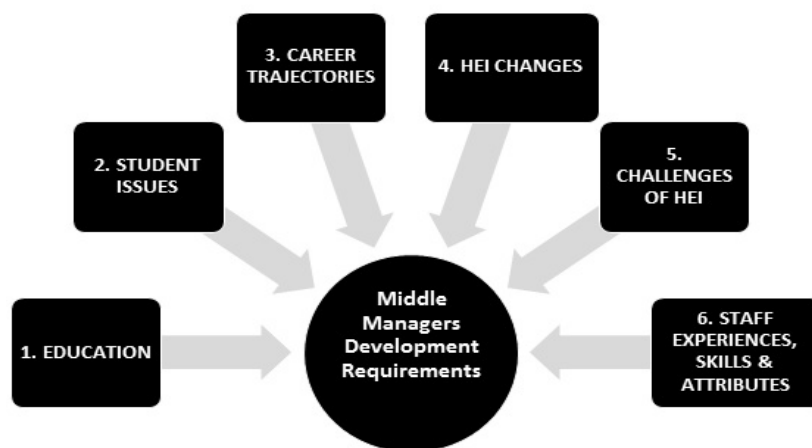 1. EDUCATION
2. STUDENT
ISSUES
3. CAREER
TRAJECTORIES
4. HEI CHANGES
5.
CHALLENGES
OF HEI
6. STAFF
EXPERIENCES,
SKILLS &
ATTRIBUTES
Middle
Managers
Development
Requirements